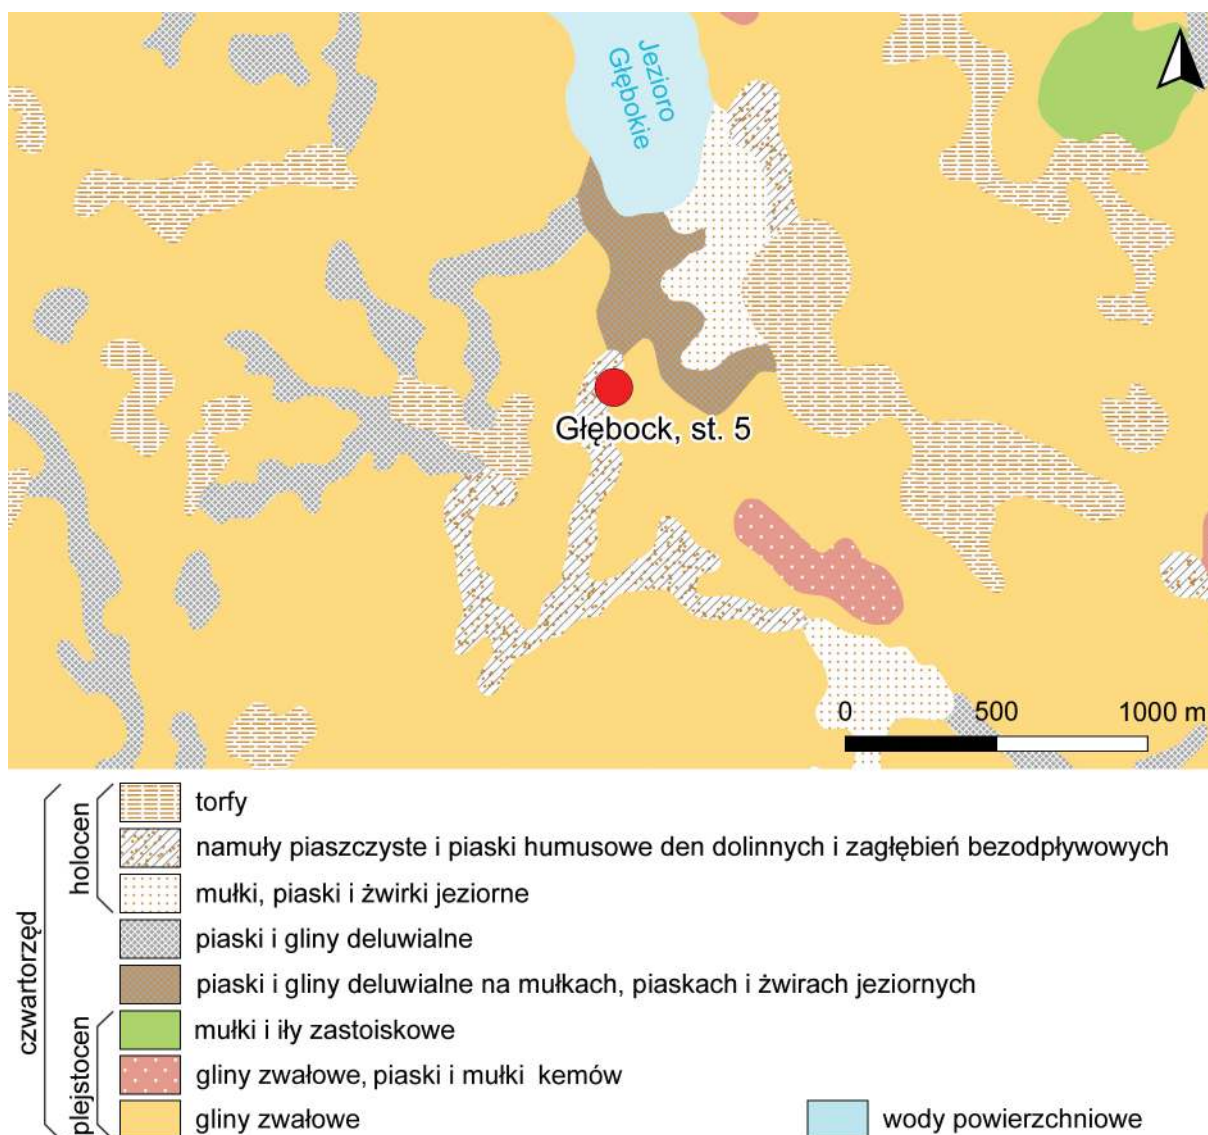 Jezioro
Głębokie
Głębock, st. 5
0 500 1000 m
czwartorzęd
holocen
torfy
namuły piaszczyste i piaski humusowe den dolinnych i zagłębień bezodpływowych
mułki, piaski i żwirki jeziorne
piaski i gliny deluwialne
piaski i gliny deluwialne na mułkach, piaskach i żwirach jeziornych
plejstocen
mułki i iły zastoiskowe
gliny zwałowe, piaski i mułki kemów
gliny zwałowe
wody powierzchniowe